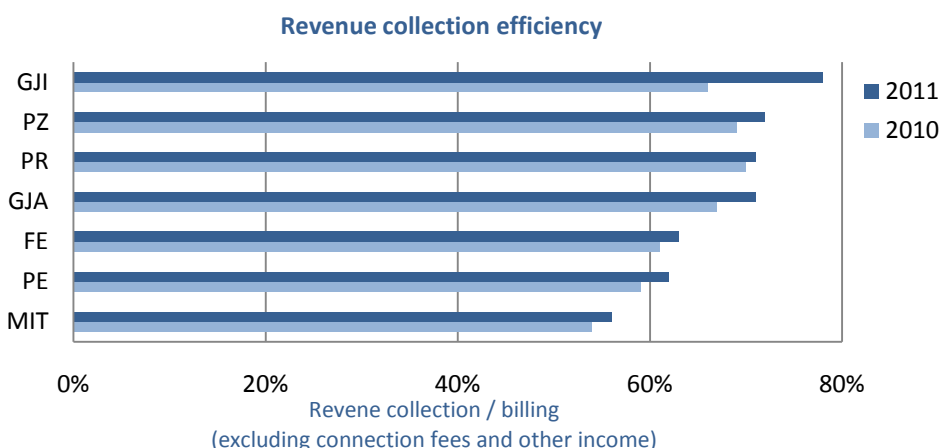 Revenue collection efficiency
GJI
PZ
PR
GJA
FE
PE
MIT
2011
2010
0% 20% 40% 60% 80%
Revene collection / billing
(excluding connection fees and other income)